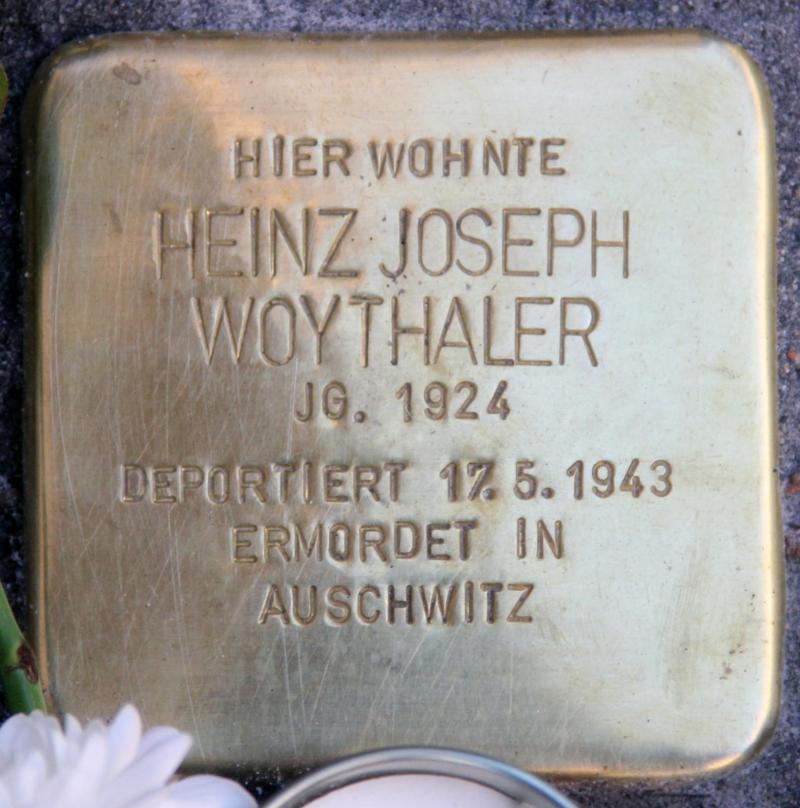 HIER WOHNTE
HEINZ JOSEPH
WOYTHALER
JG. 1924
DEPORTIERT 17. 5. 1943
ERMORDET IN
AUSCHWITZ